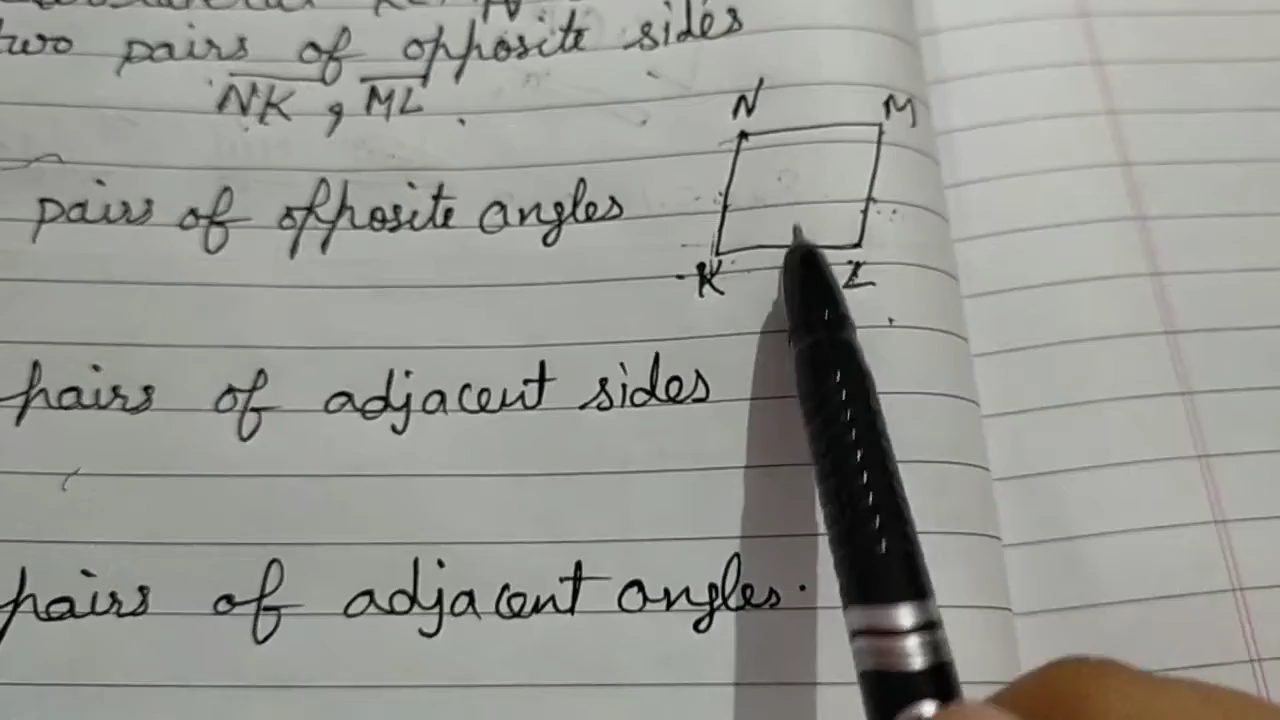 two pairs of opposite sides
NK , ML .
N M
pairs of opposite angles
K L
pairs of adjacent sides
pairs of adjacent angles.